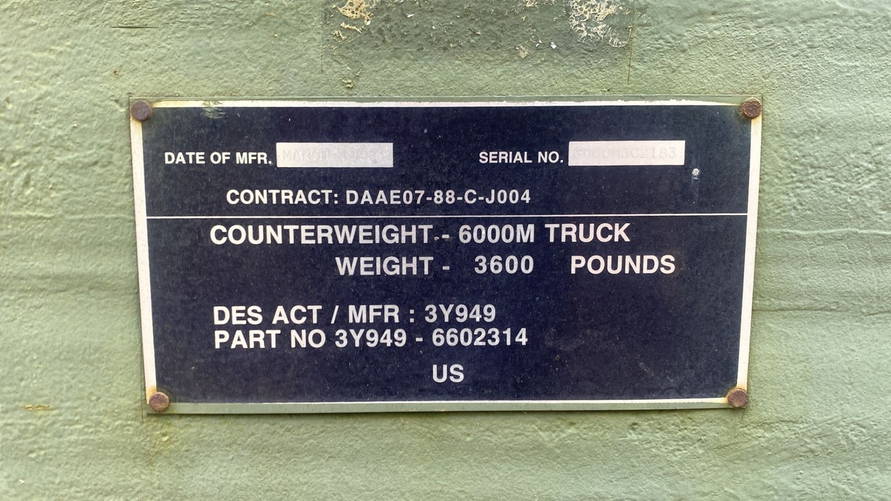 DATE OF MFR. SERIAL NO.
CONTRACT: DAAE07-88-C-J004
COUNTERWEIGHT - 6000M TRUCK
WEIGHT - 3600 POUNDS
DES ACT / MFR : 3Y949
PART NO 3Y949 - 6602314
US